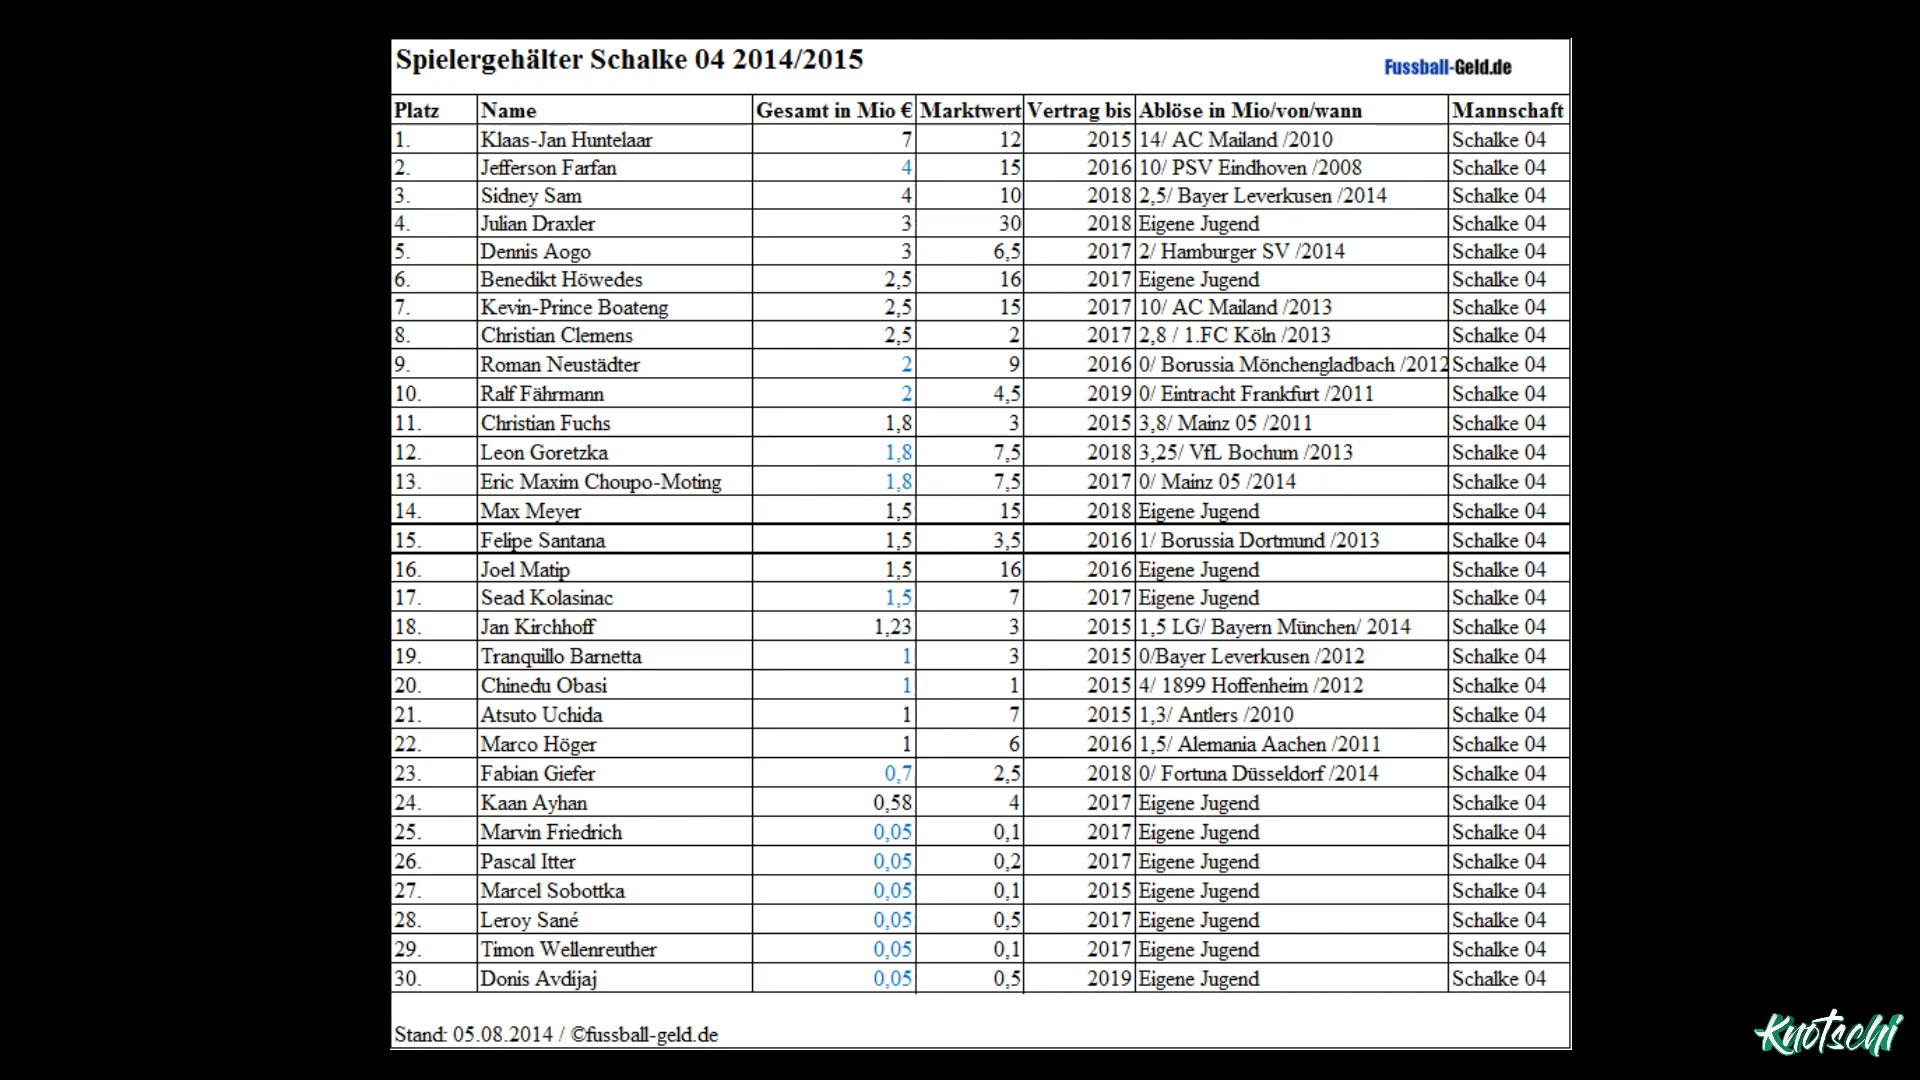 Spielergehälter Schalke 04 2014/2015
Fussball-Geld.de
Platz Name Gesamt in Mio € Marktwert Vertrag bis Ablöse in Mio/von/wann Mannschaft
1. Klaas-Jan Huntelaar 7 12 2015 14/ AC Mailand /2010 Schalke 04
2. Jefferson Farfan 4 15 2016 10/ PSV Eindhoven /2008 Schalke 04
3. Sidney Sam 4 10 2018 2,5/ Bayer Leverkusen /2014 Schalke 04
4. Julian Draxler 3 30 2018 Eigene Jugend Schalke 04
5. Dennis Aogo 3 6,5 2017 2/ Hamburger SV /2014 Schalke 04
6. Benedikt Höwedes 2,5 16 2017 Eigene Jugend Schalke 04
7. Kevin-Prince Boateng 2,5 15 2017 10/ AC Mailand /2013 Schalke 04
8. Christian Clemens 2,5 2 2017 2,8 / 1.FC Köln /2013 Schalke 04
9. Roman Neustädter 2 9 2016 0/ Borussia Mönchengladbach /2012 Schalke 04
10. Ralf Fährmann 2 4,5 2019 0/ Eintracht Frankfurt /2011 Schalke 04
11. Christian Fuchs 1,8 3 2015 3,8/ Mainz 05 /2011 Schalke 04
12. Leon Goretzka 1,8 7,5 2018 3,25/ VfL Bochum /2013 Schalke 04
13. Eric Maxim Choupo-Moting 1,8 7,5 2017 0/ Mainz 05 /2014 Schalke 04
14. Max Meyer 1,5 15 2018 Eigene Jugend Schalke 04
15. Felipe Santana 1,5 3,5 2016 1/ Borussia Dortmund /2013 Schalke 04
16. Joel Matip 1,5 16 2016 Eigene Jugend Schalke 04
17. Sead Kolasinac 1,5 7 2017 Eigene Jugend Schalke 04
18. Jan Kirchhoff 1,23 3 2015 1,5 LG/ Bayern München/ 2014 Schalke 04
19. Tranquillo Barnetta 1 3 2015 0/Bayer Leverkusen /2012 Schalke 04
20. Chinedu Obasi 1 1 2015 4/ 1899 Hoffenheim /2012 Schalke 04
21. Atsuto Uchida 1 7 2015 1,3/ Antlers /2010 Schalke 04
22. Marco Höger 1 6 2016 1,5/ Alemania Aachen /2011 Schalke 04
23. Fabian Giefer 0,7 2,5 2018 0/ Fortuna Düsseldorf /2014 Schalke 04
24. Kaan Ayhan 0,58 4 2017 Eigene Jugend Schalke 04
25. Marvin Friedrich 0,05 0,1 2017 Eigene Jugend Schalke 04
26. Pascal Itter 0,05 0,2 2017 Eigene Jugend Schalke 04
27. Marcel Sobottka 0,05 0,1 2015 Eigene Jugend Schalke 04
28. Leroy Sané 0,05 0,5 2017 Eigene Jugend Schalke 04
29. Timon Wellenreuther 0,05 0,1 2017 Eigene Jugend Schalke 04
30. Donis Avdijaj 0,05 0,5 2019 Eigene Jugend Schalke 04
Stand: 05.08.2014 / ©fussball-geld.de
Knotschi